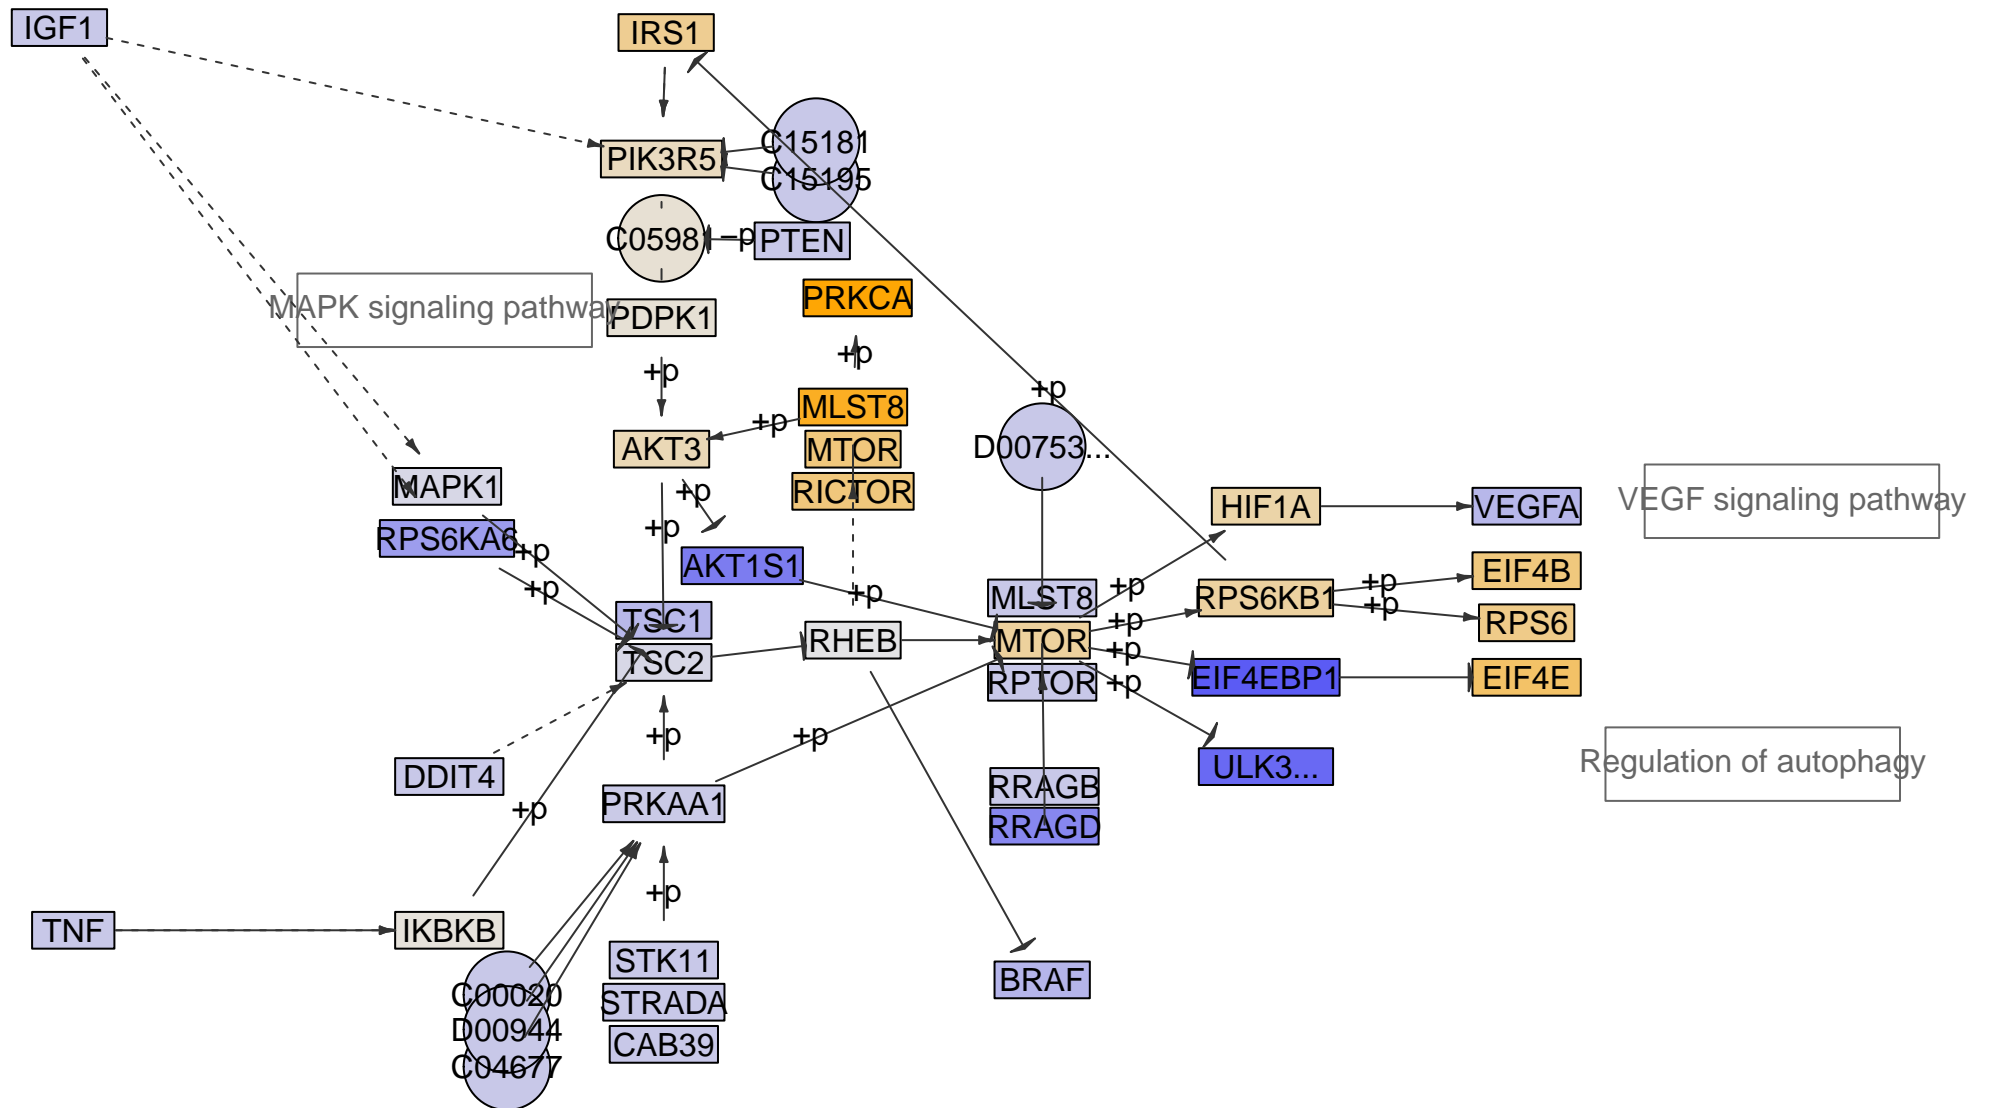 IGF1
IRS1
C15181
PIK3R5
C15195
C0598
–p
PTEN
PRKCA
MAPK signaling pathway
PDPK1
+p
+p
+p
MLST8
+p
AKT3
MTOR
D00753...
MAPK1
RICTOR
+p
VEGF signaling pathway
HIF1A
VEGFA
+p
RPS6KA6
+p
AKT1S1
EIF4B
+p
+p
+p
+p
MLST8
RPS6KB1
+p
TSC1
+p
RPS6
RHEB
MTOR
+p
TSC2
RPTOR
+p
EIF4EBP1
EIF4E
+p
+p
Regulation of autophagy
ULK3...
DDIT4
RRAGB
PRKAA1
+p
RRAGD
+p
TNF
IKBKB
STK11
BRAF
C00020
STRADA
D00944
CAB39
C04677